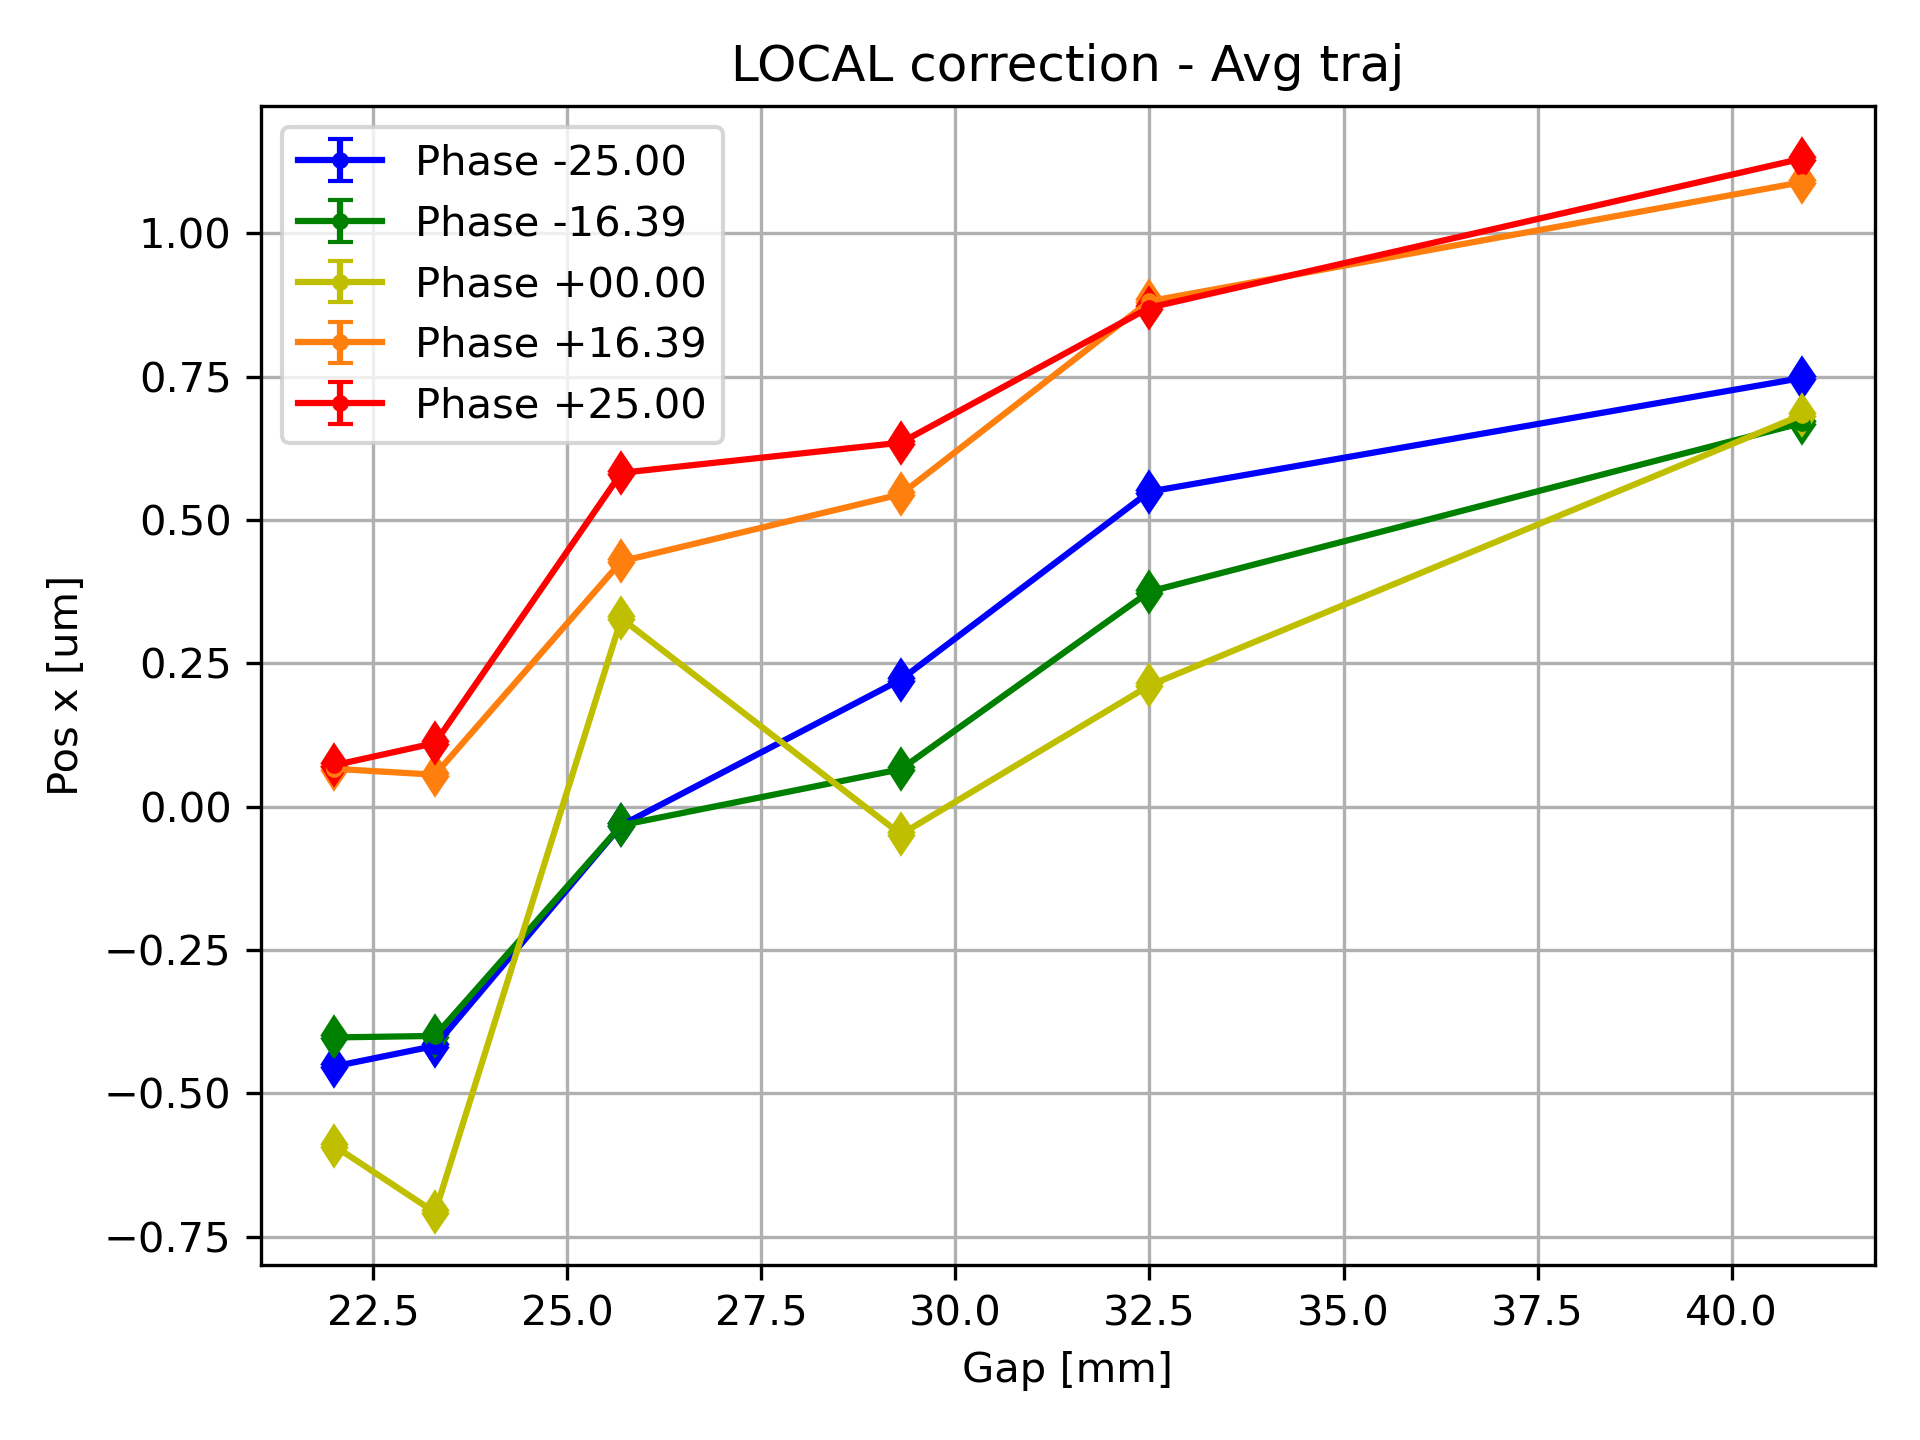 LOCAL correction - Avg traj
Phase -25.00
Phase -16.39
Phase +00.00
Phase +16.39
Phase +25.00
1.00
0.75
0.50
0.25
0.00
−0.25
−0.50
−0.75
Pos x [um]
22.5 25.0 27.5 30.0 32.5 35.0 37.5 40.0
Gap [mm]